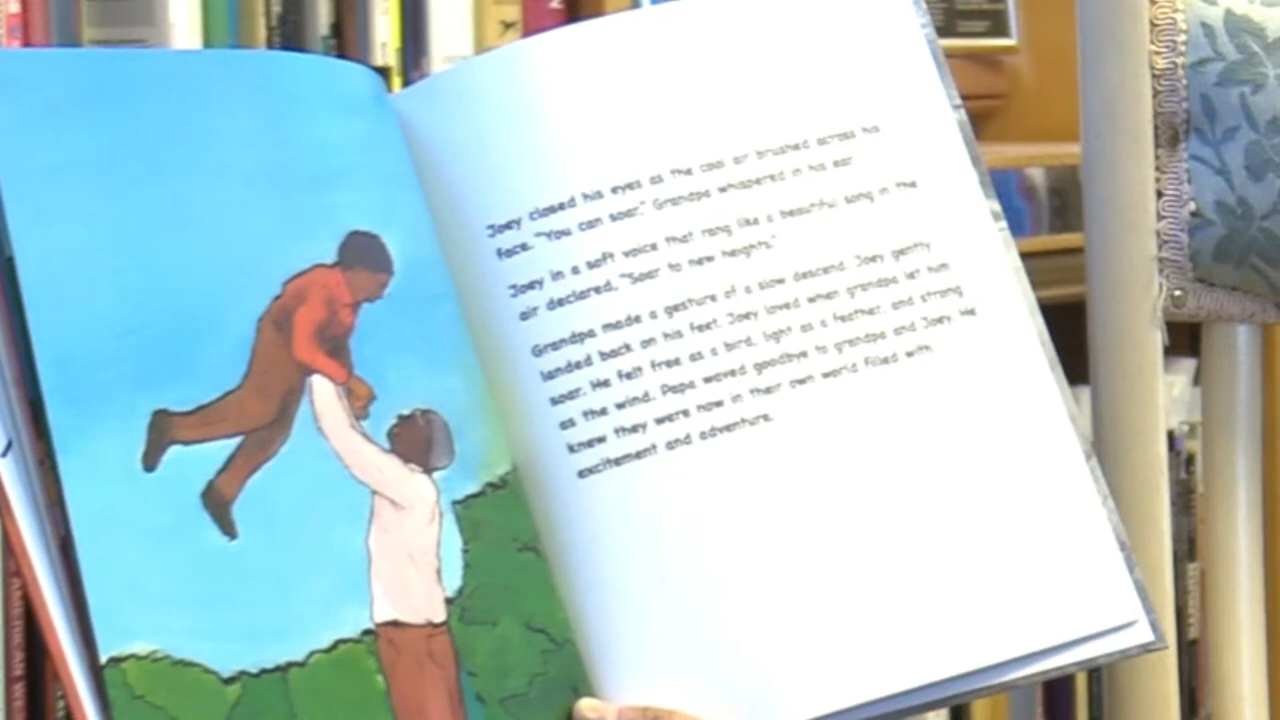 Joey closed his eyes as the cool air brushed across his
face. "You can soar." Grandpa whispered in his ear
Joey in a soft voice that rang like a beautiful song in the
air declared, "Soar to new heights."
Grandpa made a gesture of a slow descend. Joey gently
landed back on his feet. Joey loved when grandpa let him
soar. He felt free as a bird, light as a feather, and strong
as the wind. Papa waved goodbye to grandpa and Joey. He
knew they were now in their own world filled with
excitement and adventure.
AMERICAN